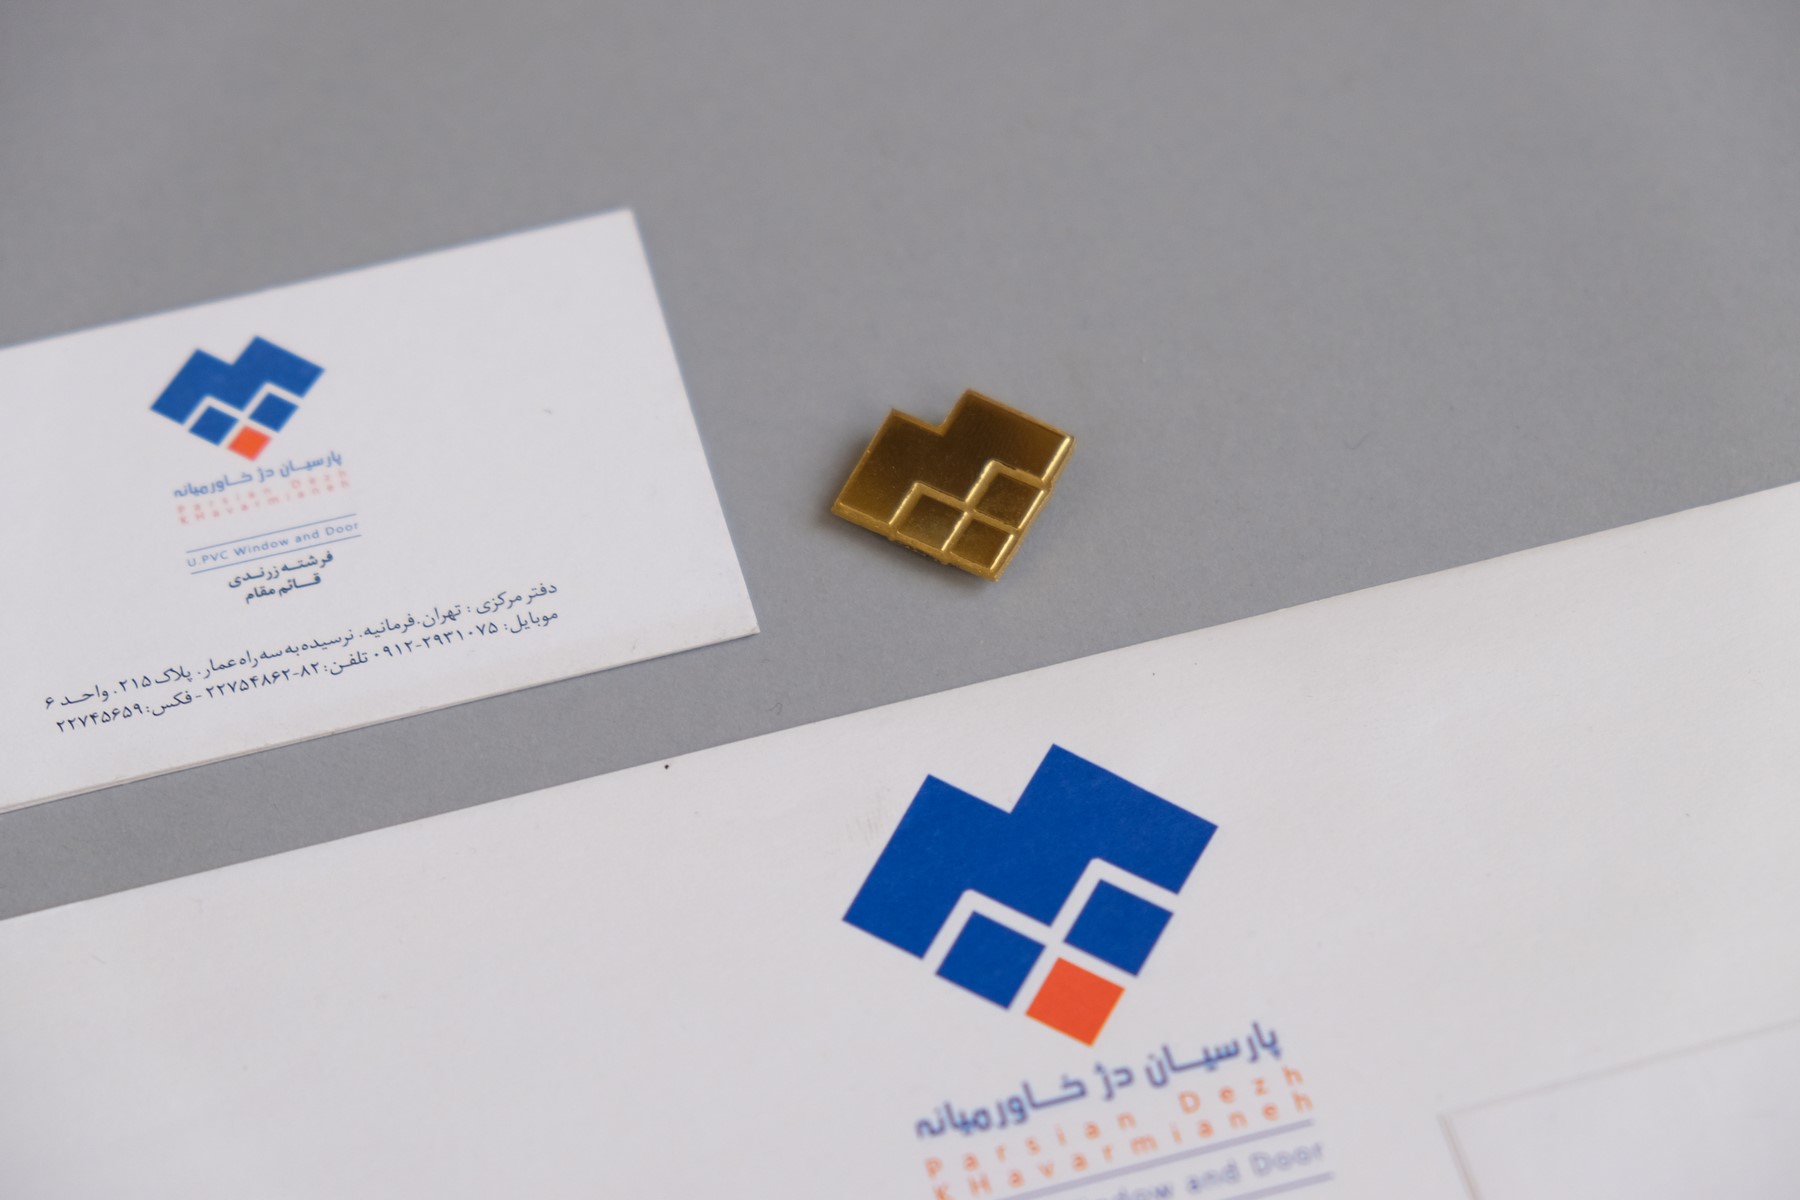 پارسیان دژ خاورمیانه
Parsian Dezh
KHavarmianeh
U.PVC Window and Door
فرشته زرندی
قائم مقام
دفتر مرکزی : تهران.فرمانیه. نرسیده به سه راه عمار. پلاک ۲۱۵. واحد ۶
موبایل: ۲۹۳۱۰۷۵-۰۹۱۲ تلفن: ۸۲-۲۲۷۵۴۸۶۲ - فکس: ۲۲۷۴۵۶۵۹
پارسیان دژ خاورمیانه
Parsian Dezh
KHavarmianeh
and Door